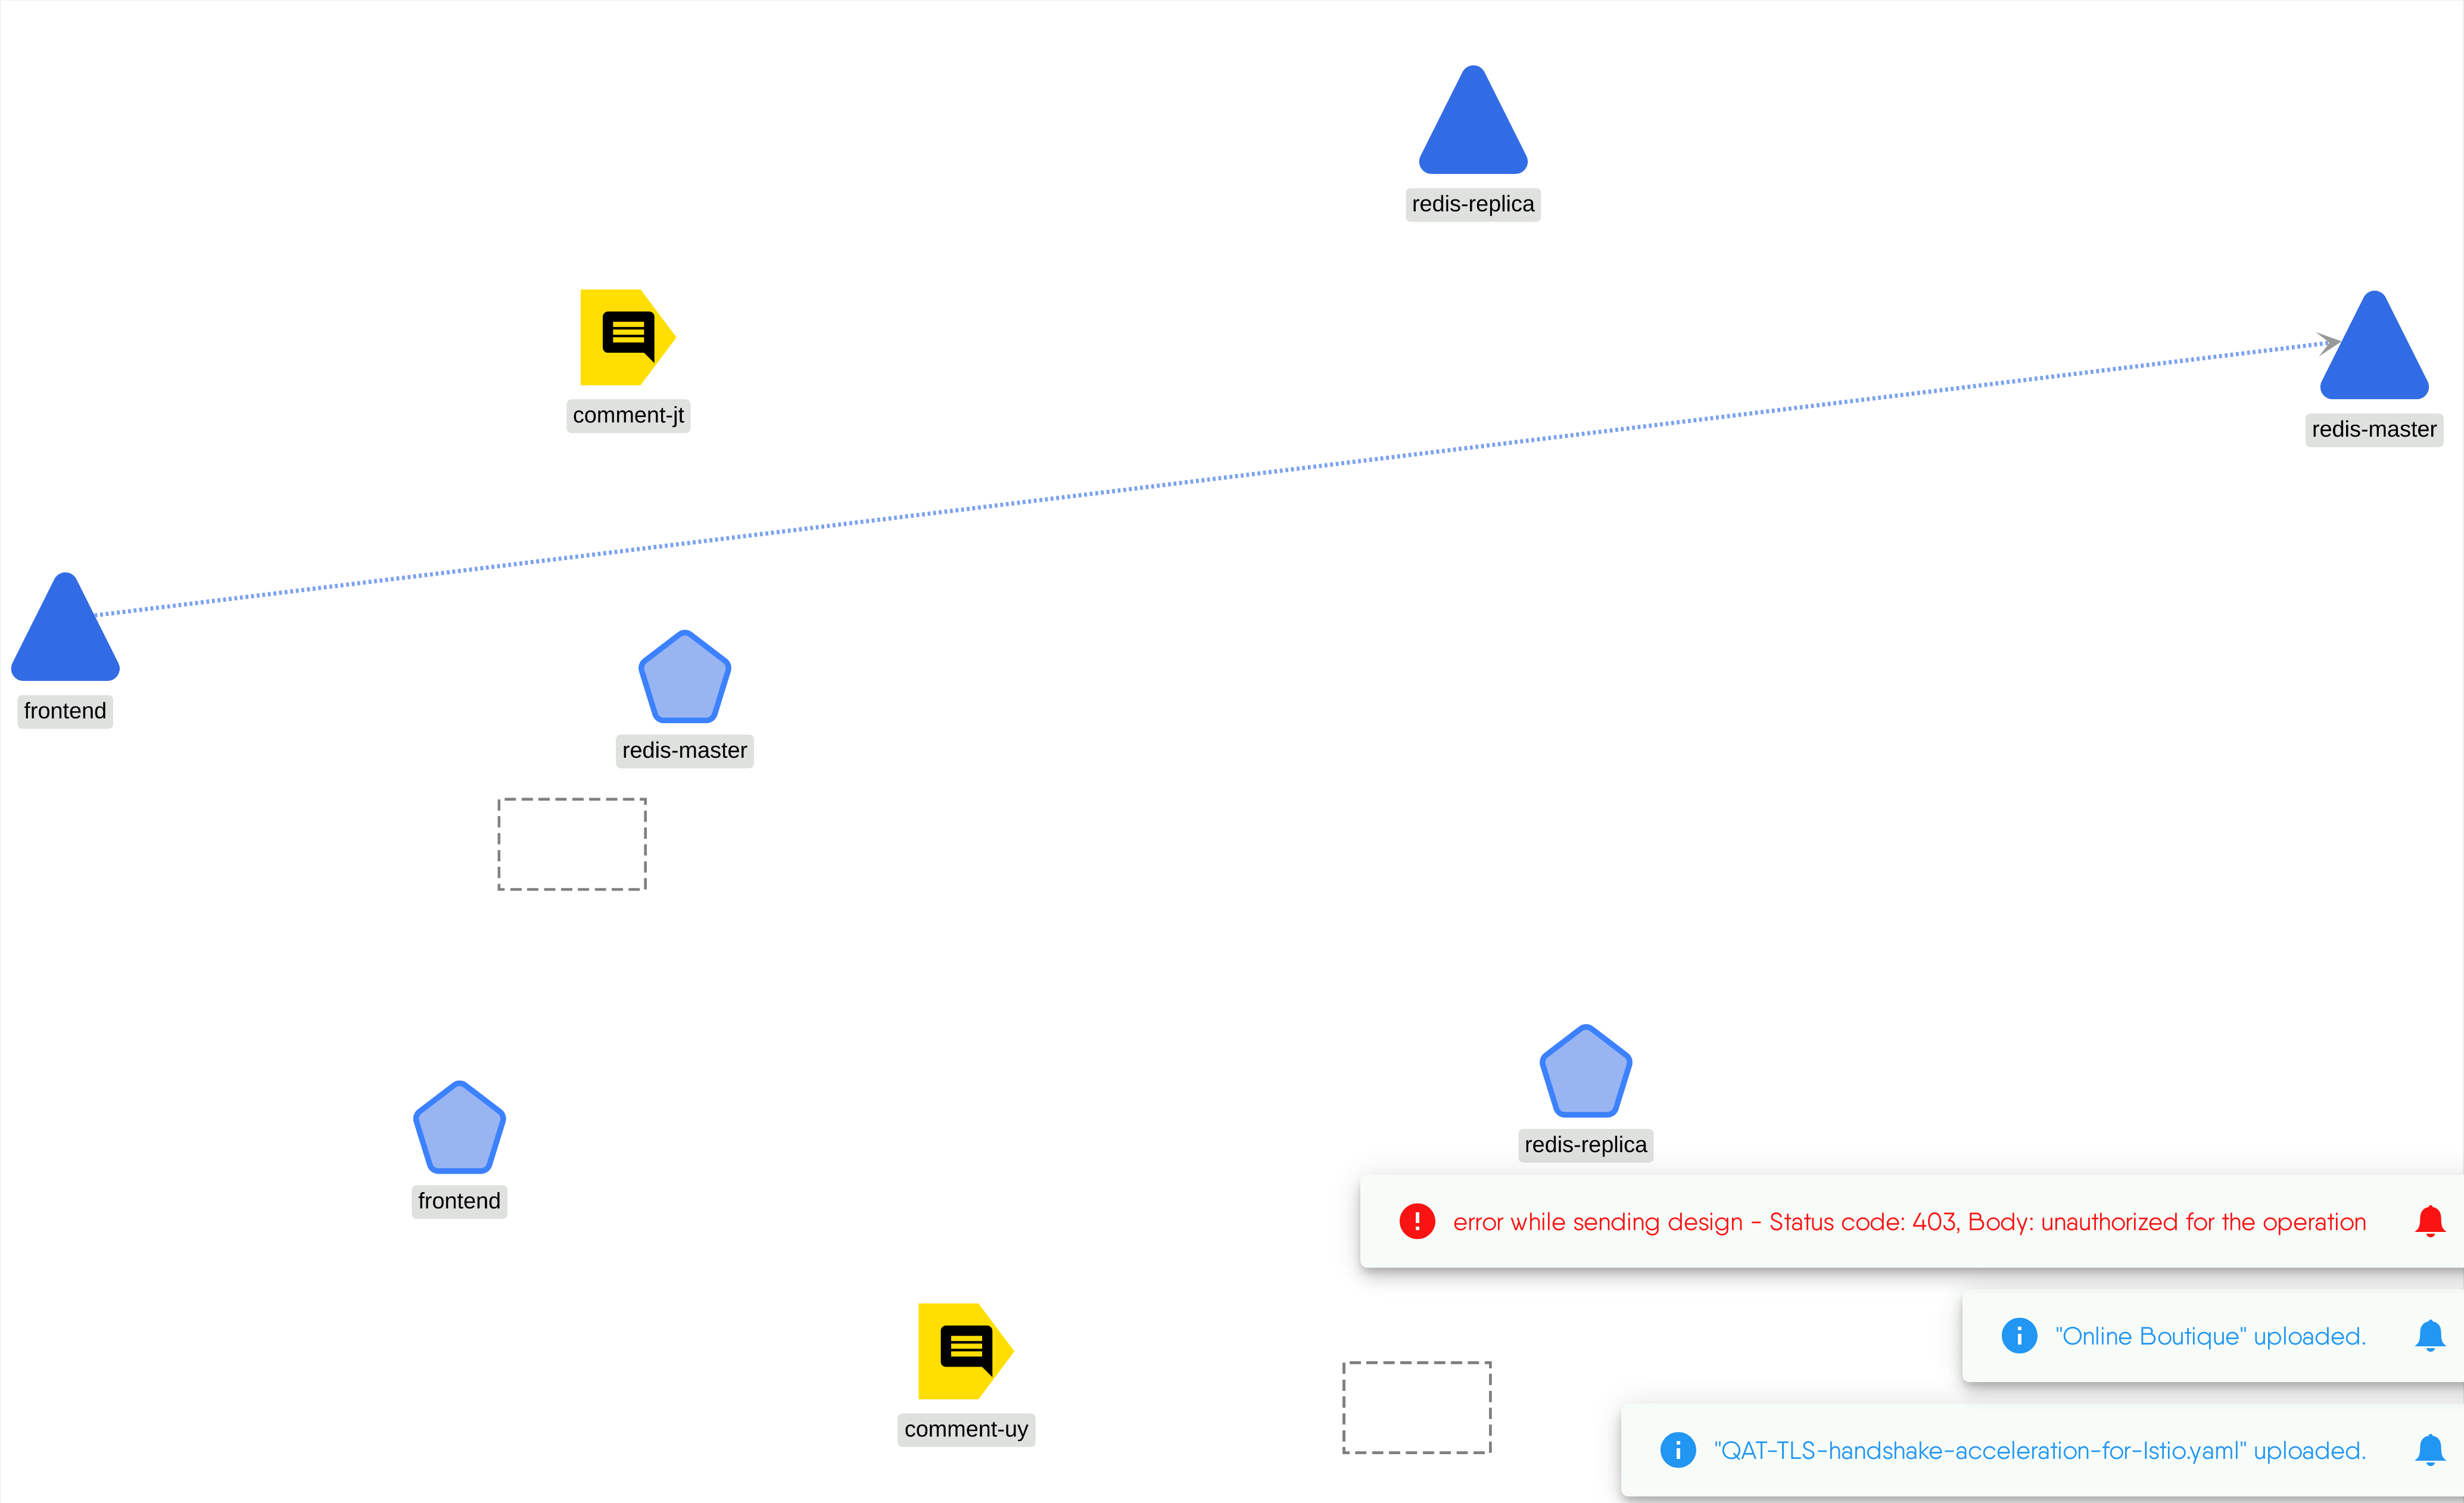 redis-replica
comment-jt
redis-master
frontend
redis-master
redis-replica
frontend
error while sending design - Status code: 403, Body: unauthorized for the operation
"Online Boutique" uploaded.
comment-uy
"QAT-TLS-handshake-acceleration-for-Istio.yaml" uploaded.